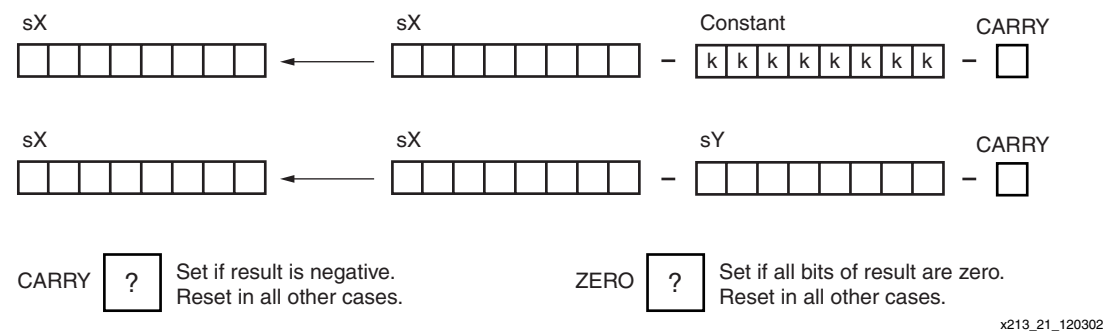 sX sX Constant CARRY
– k k k k k k k k –
sX sX sY CARRY
– –
CARRY ? Set if result is negative. ZERO ? Set if all bits of result are zero.
Reset in all other cases. Reset in all other cases.
x213_21_120302